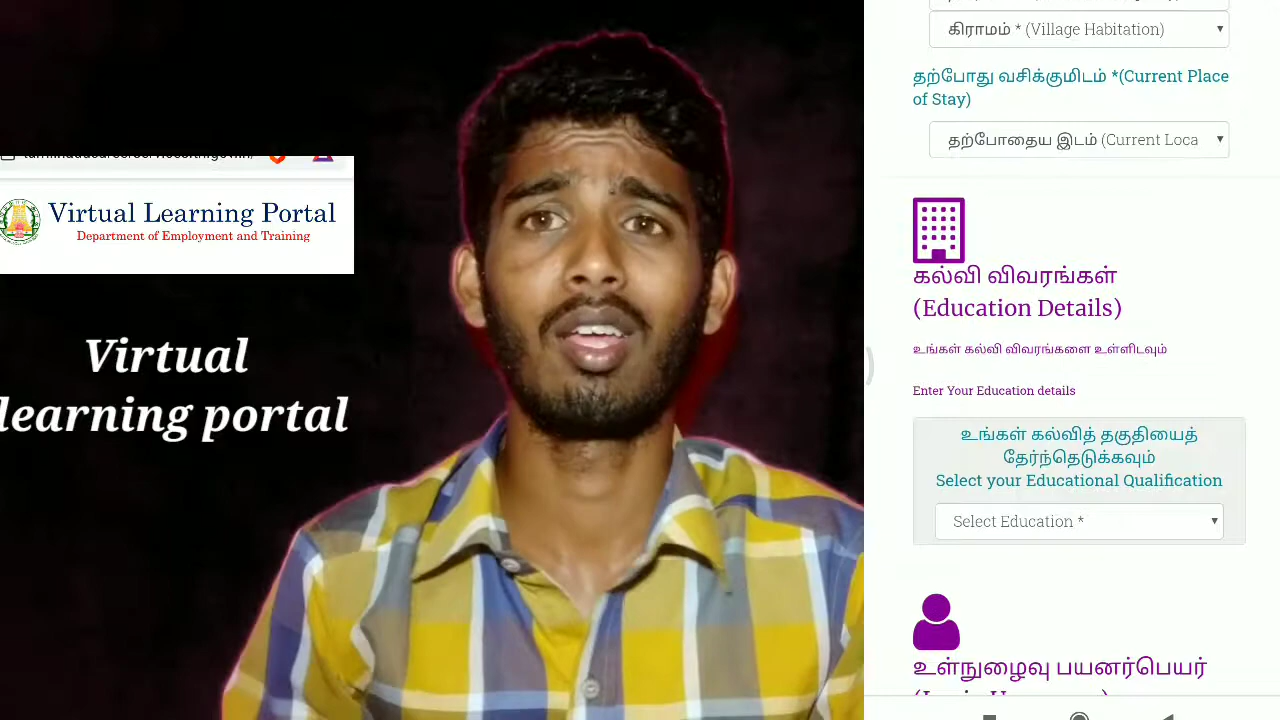 Virtual Learning Portal
Department of Employment and Training
Virtual
learning portal
கிராமம் * (Village Habitation)
தற்போது வசிக்குமிடம் *(Current Place
of Stay)
தற்போதைய இடம் (Current Loca
கல்வி விவரங்கள்
(Education Details)
உங்கள் கல்வி விவரங்களை உள்ளிடவும்
Enter Your Education details
உங்கள் கல்வித் தகுதியைத்
தேர்ந்தெடுக்கவும்
Select your Educational Qualification
Select Education *
உள்நுழைவு பயனர்பெயர்